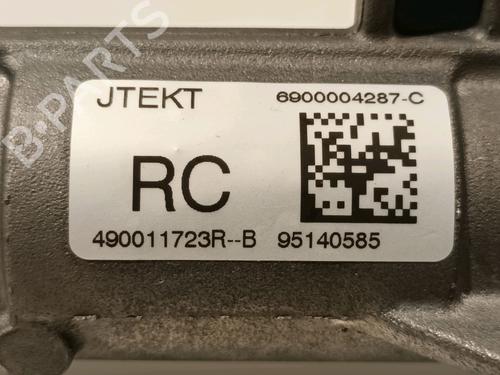 JTEKT 6900004287-C
RC
490011723R--B 95140585
B-PARTS